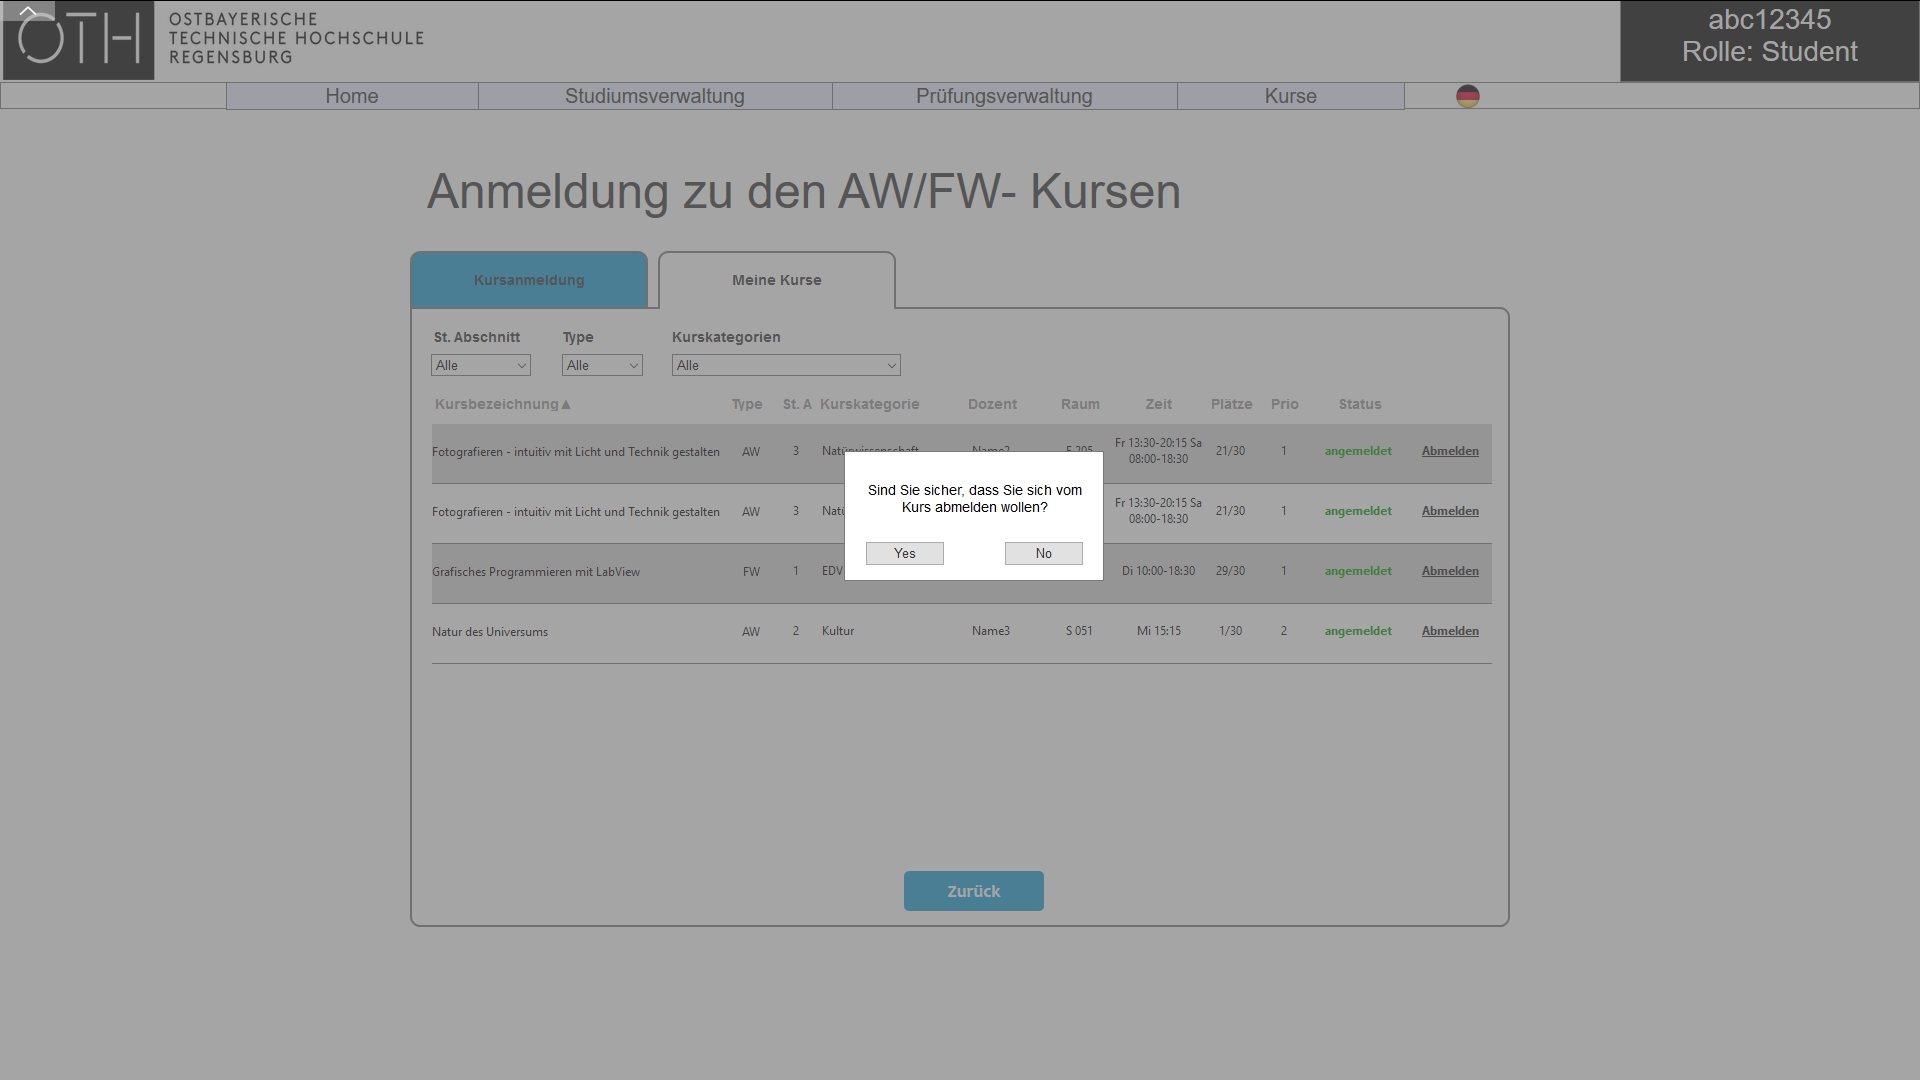 OTH
OSTBAYERISCHE
TECHNISCHE HOCHSCHULE
REGENSBURG
abc12345
Rolle: Student
Home Studiumsverwaltung Prüfungsverwaltung Kurse
Anmeldung zu den AW/FW- Kursen
Kursanmeldung Meine Kurse
St. Abschnitt Type Kurskategorien
Alle Alle Alle
Kursbezeichnung▲ Type St. A Kurskategorie Dozent Raum Zeit Plätze Prio Status
Fotografieren - intuitiv mit Licht und Technik gestalten AW 3 Fr 13:30-20:15 Sa 08:00-18:30 21/30 1 angemeldet Abmelden
Fotografieren - intuitiv mit Licht und Technik gestalten AW 3 Fr 13:30-20:15 Sa 08:00-18:30 21/30 1 angemeldet Abmelden
Grafisches Programmieren mit LabView FW 1 EDV Di 10:00-18:30 29/30 1 angemeldet Abmelden
Natur des Universums AW 2 Kultur Name3 S 051 Mi 15:15 1/30 2 angemeldet Abmelden
Sind Sie sicher, dass Sie sich vom
Kurs abmelden wollen?
Yes No
Zurück